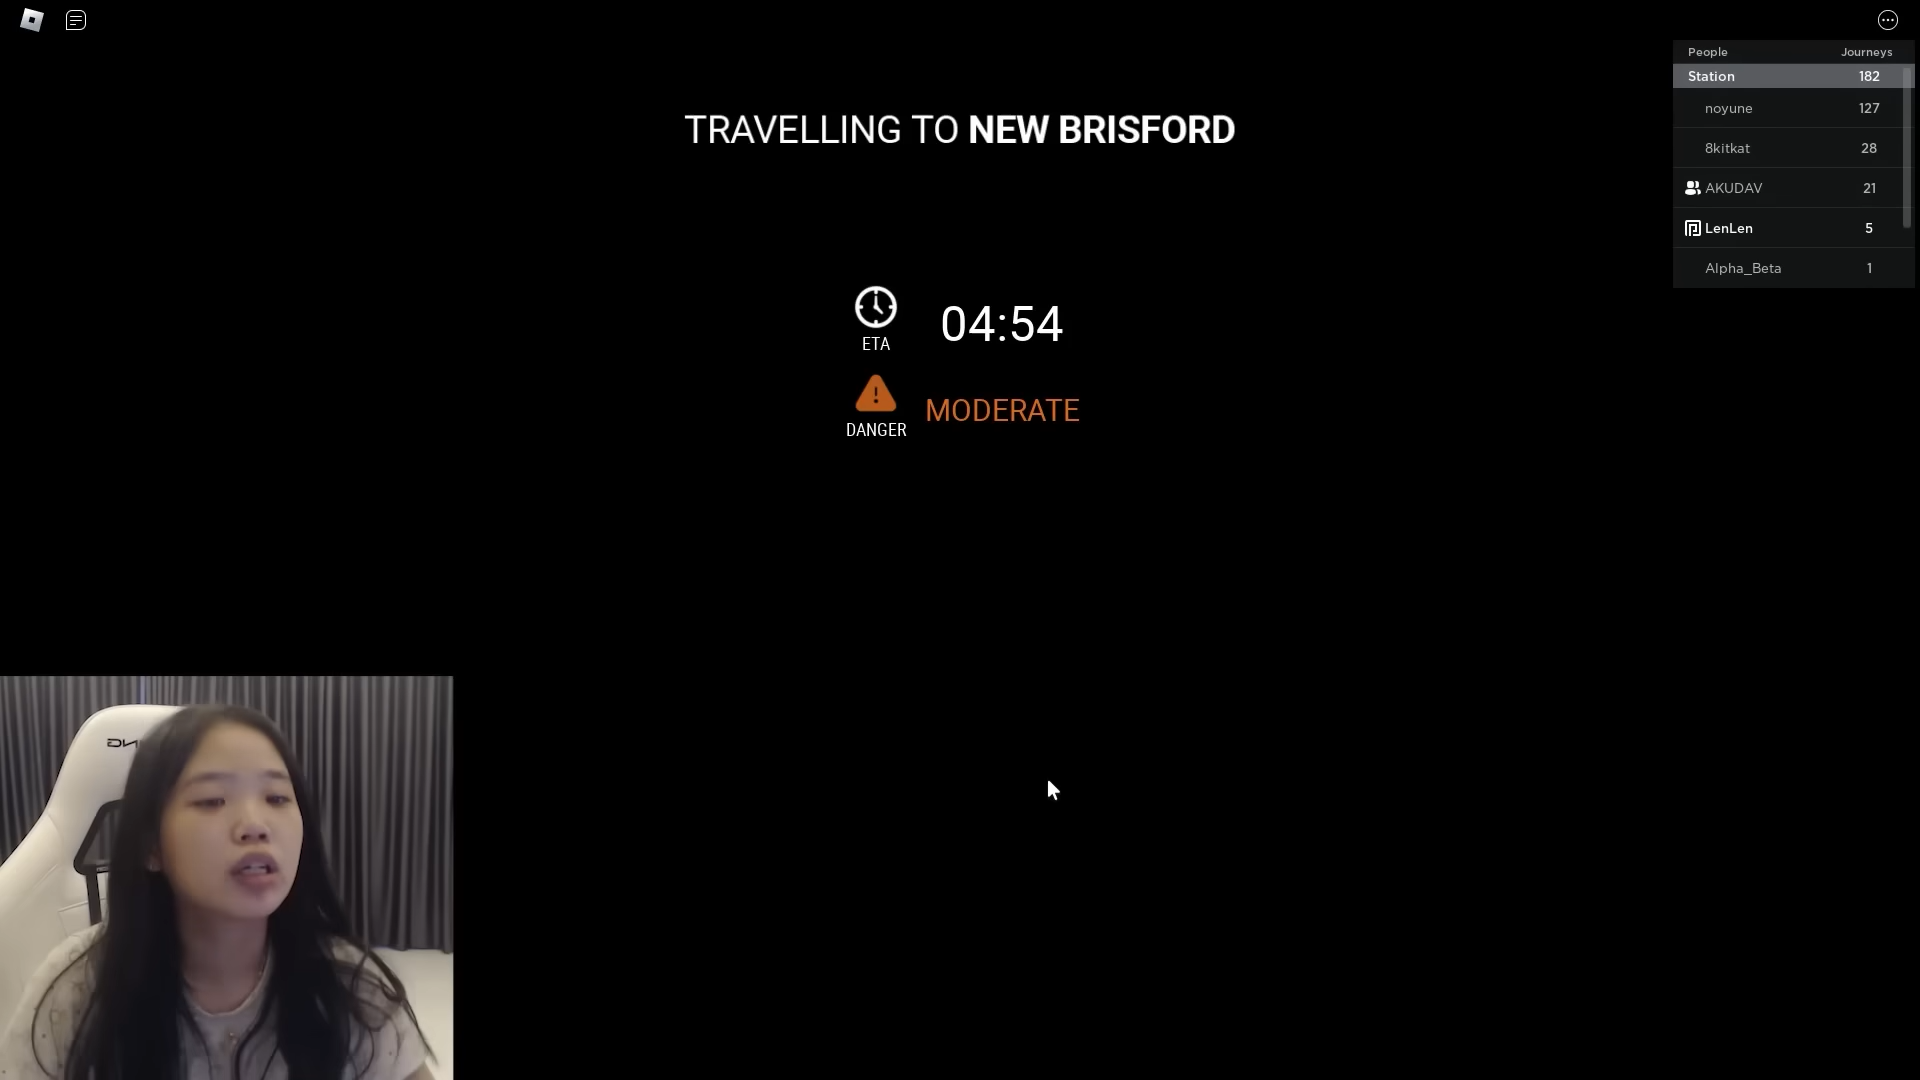 People Journeys
Station 182
noyune 127
8kitkat 28
AKUDAV 21
LenLen 5
Alpha_Beta 1
TRAVELLING TO NEW BRISFORD
04:54
ETA
MODERATE
DANGER